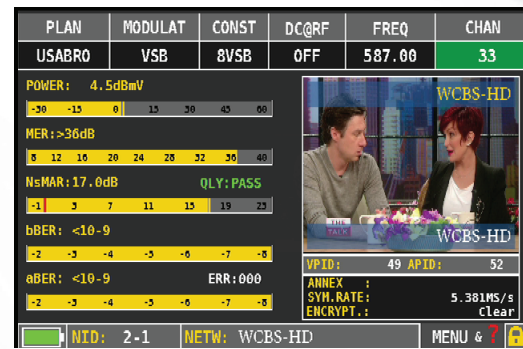 PLAN MODULAT CONST DC@RF FREQ CHAN
USABRO VSB 8VSB OFF 587.00 33
POWER: 4.5dBmV
-30 -15 0 15 30 45 60
MER:>36dB
8 12 16 20 24 28 32 36 40
NsMAR:17.0dB QLY:PASS
-1 3 7 11 15 19 23
bBER: <10-9
-2 -3 -4 -5 -6 -7 -8
aBER: <10-9 ERR:000
-2 -3 -4 -5 -6 -7 -8
WCBS-HD
THE
TALK
WCBS-HD
VPID: 49 APID: 52
ANNEX :
SYM.RATE: 5.381MS/s
ENCRYPT.: Clear
NID: 2-1 NETW: WCBS-HD MENU & ?